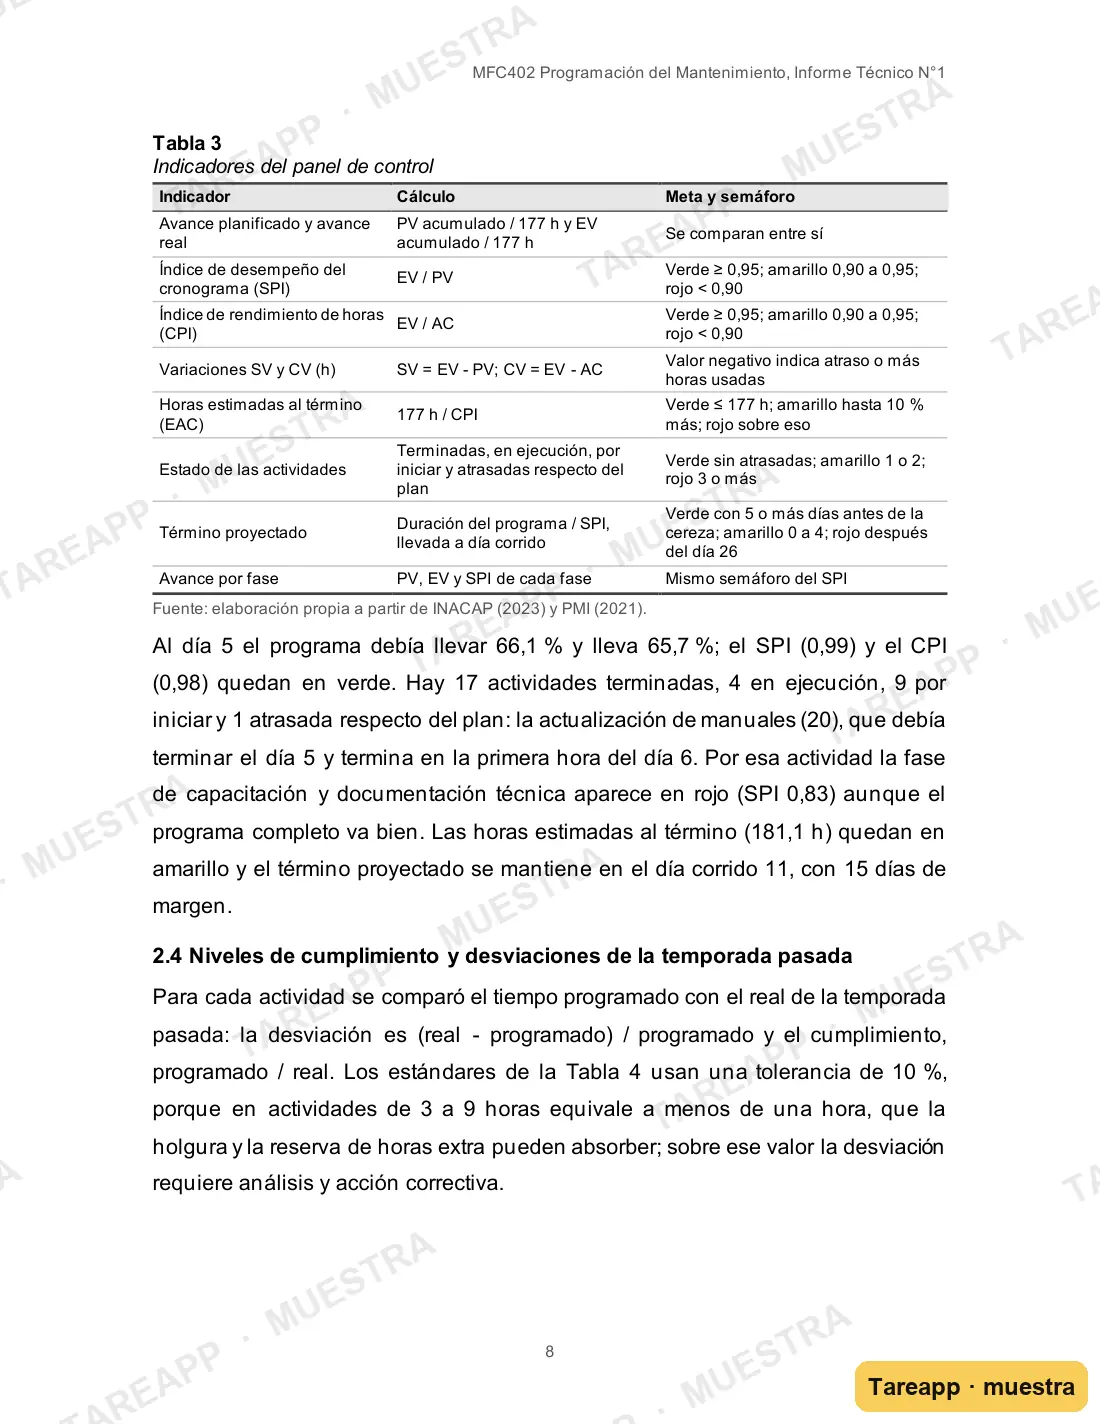 MFC402 Programación del Mantenimiento, Informe Técnico N°1
Tabla 3
Indicadores del panel de control
Indicador Cálculo Meta y semáforo
Avance planificado y avance real PV acumulado / 177 h y EV acumulado / 177 h Se comparan entre sí
Índice de desempeño del cronograma (SPI) EV / PV Verde ≥ 0,95; amarillo 0,90 a 0,95; rojo < 0,90
Índice de rendimiento de horas (CPI) EV / AC Verde ≥ 0,95; amarillo 0,90 a 0,95; rojo < 0,90
Variaciones SV y CV (h) SV = EV - PV; CV = EV - AC Valor negativo indica atraso o más horas usadas
Horas estimadas al término (EAC) 177 h / CPI Verde ≤ 177 h; amarillo hasta 10 % más; rojo sobre eso
Estado de las actividades Terminadas, en ejecución, por iniciar y atrasadas respecto del plan Verde sin atrasadas; amarillo 1 o 2; rojo 3 o más
Término proyectado Duración del programa / SPI, llevada a día corrido Verde con 5 o más días antes de la cereza; amarillo 0 a 4; rojo después del día 26
Avance por fase PV, EV y SPI de cada fase Mismo semáforo del SPI
Fuente: elaboración propia a partir de INACAP (2023) y PMI (2021).
Al día 5 el programa debía llevar 66,1 % y lleva 65,7 %; el SPI (0,99) y el CPI
(0,98) quedan en verde. Hay 17 actividades terminadas, 4 en ejecución, 9 por
iniciar y 1 atrasada respecto del plan: la actualización de manuales (20), que debía
terminar el día 5 y termina en la primera hora del día 6. Por esa actividad la fase
de capacitación y documentación técnica aparece en rojo (SPI 0,83) aunque el
programa completo va bien. Las horas estimadas al término (181,1 h) quedan en
amarillo y el término proyectado se mantiene en el día corrido 11, con 15 días de
margen.
2.4 Niveles de cumplimiento y desviaciones de la temporada pasada
Para cada actividad se comparó el tiempo programado con el real de la temporada
pasada: la desviación es (real - programado) / programado y el cumplimiento,
programado / real. Los estándares de la Tabla 4 usan una tolerancia de 10 %,
porque en actividades de 3 a 9 horas equivale a menos de una hora, que la
holgura y la reserva de horas extra pueden absorber; sobre ese valor la desviación
requiere análisis y acción correctiva.
8
Tareapp · muestra
TAREAPP · MUESTRA